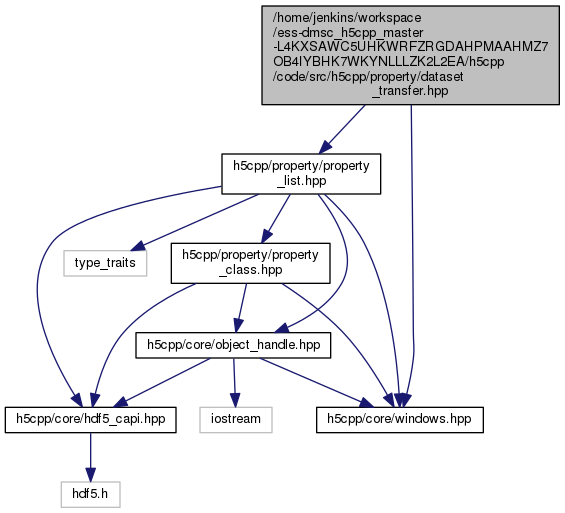 /home/jenkins/workspace
/ess-dmsc_h5cpp_master
-L4KXSAWC5UHKWRFZRGDAHPMAAHMZ7
OB4IYBHK7WKYNLLLZK2L2EA/h5cpp
/code/src/h5cpp/property/dataset
_transfer.hpp
h5cpp/property/property
_list.hpp
type_traits
h5cpp/property/property
_class.hpp
h5cpp/core/object_handle.hpp
h5cpp/core/hdf5_capi.hpp
iostream
h5cpp/core/windows.hpp
hdf5.h